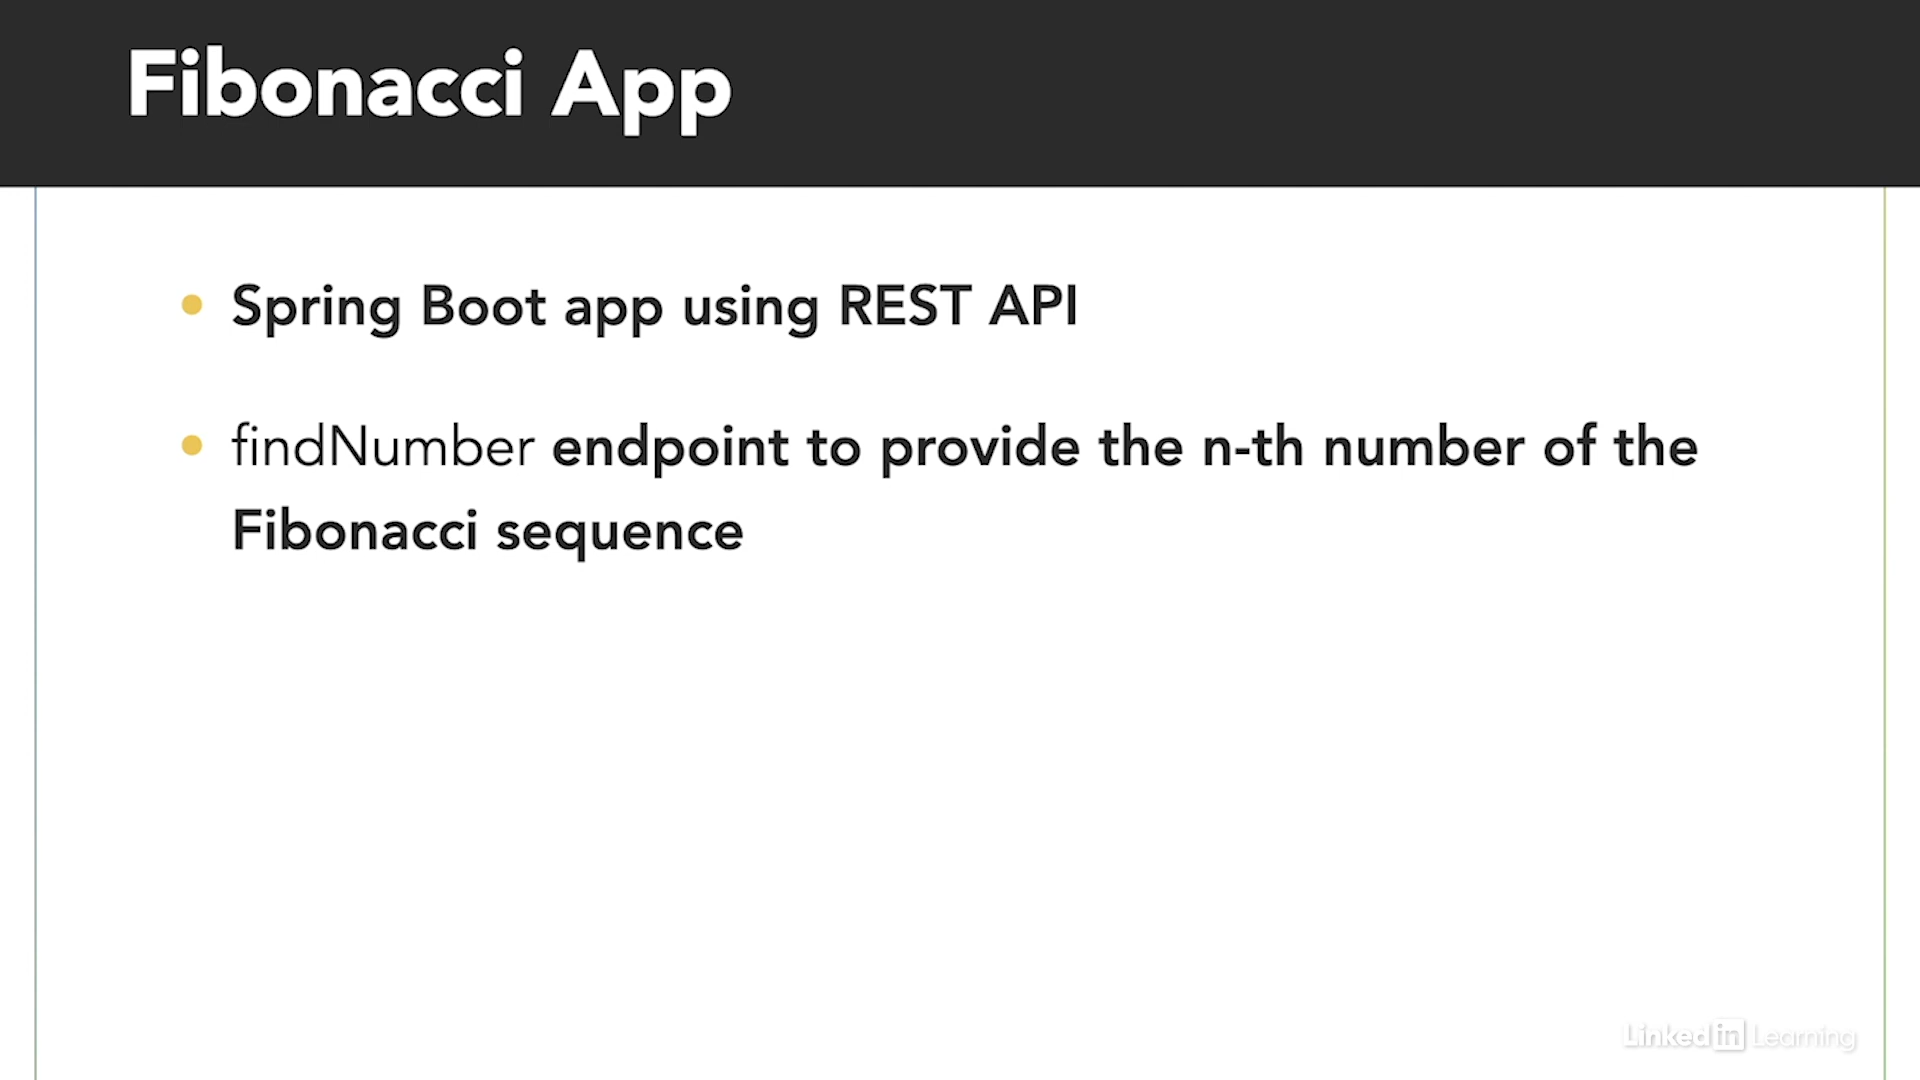 Fibonacci App
Spring Boot app using REST API
findNumber endpoint to provide the n-th number of the
Fibonacci sequence
Linked in Learning